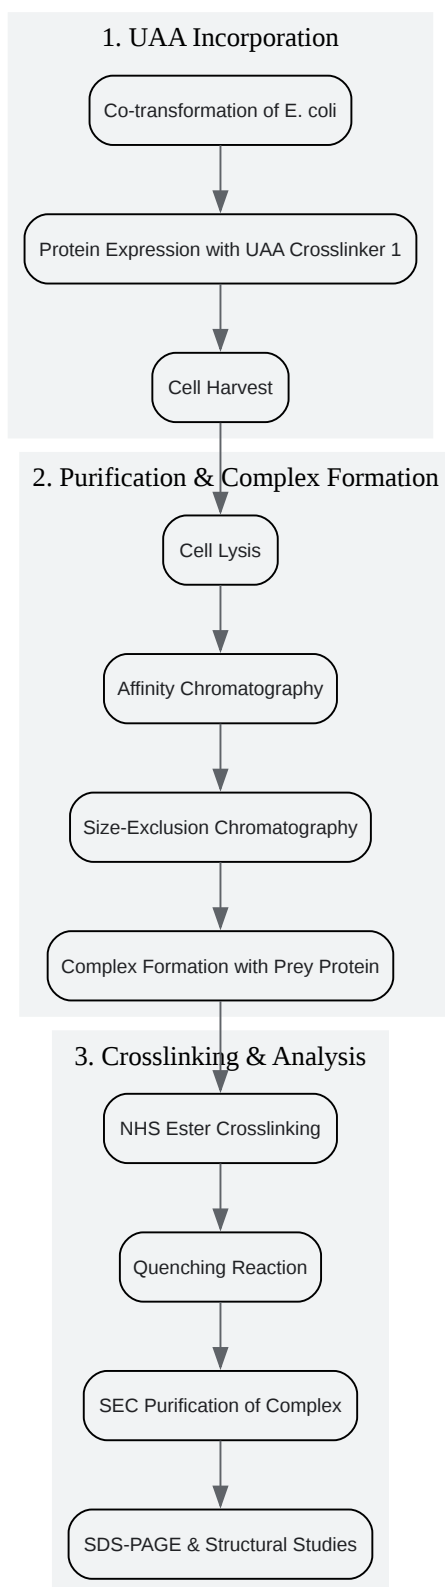 1. UAA Incorporation
Co-transformation of E. coli
Protein Expression with UAA Crosslinker 1
Cell Harvest
2. Purification & Complex Formation
Cell Lysis
Affinity Chromatography
Size-Exclusion Chromatography
Complex Formation with Prey Protein
3. Crosslinking & Analysis
NHS Ester Crosslinking
Quenching Reaction
SEC Purification of Complex
SDS-PAGE & Structural Studies